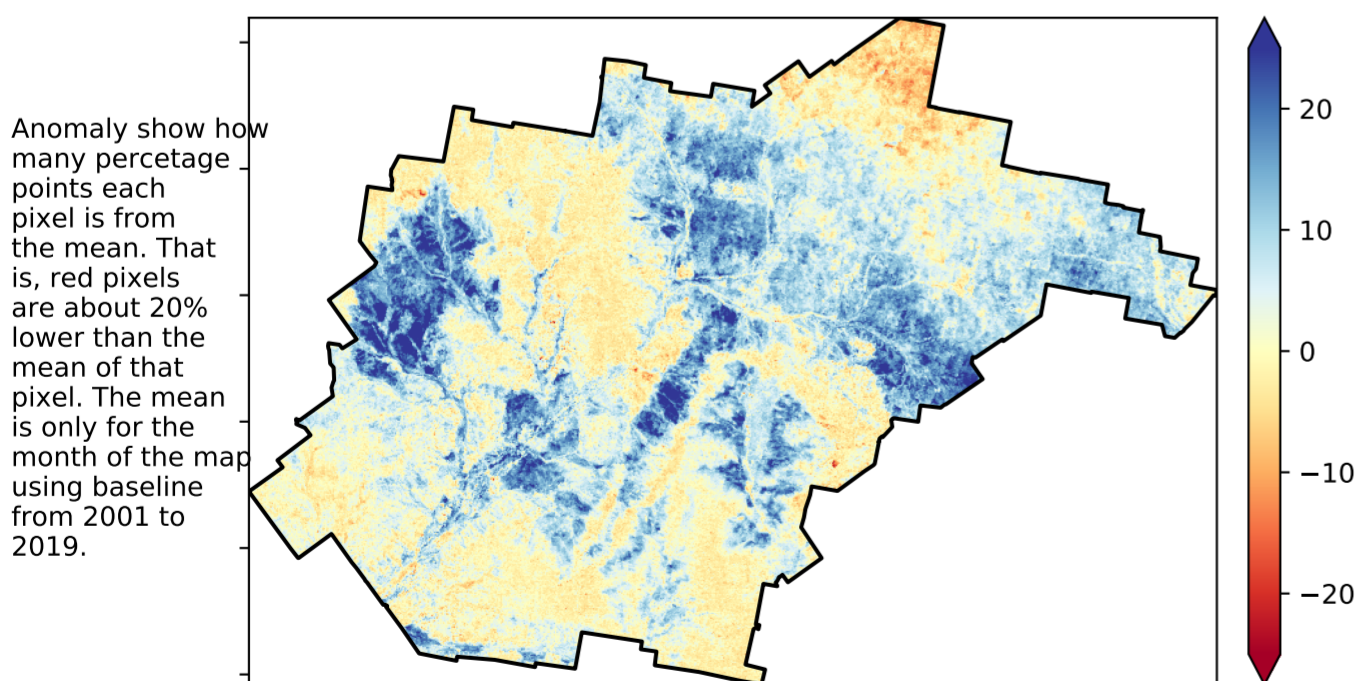 Anomaly show how
many percetage
points each
pixel is from
the mean. That
is, red pixels
are about 20%
lower than the
mean of that
pixel. The mean
is only for the
month of the map
using baseline
from 2001 to
2019.
20
10
0
−10
−20